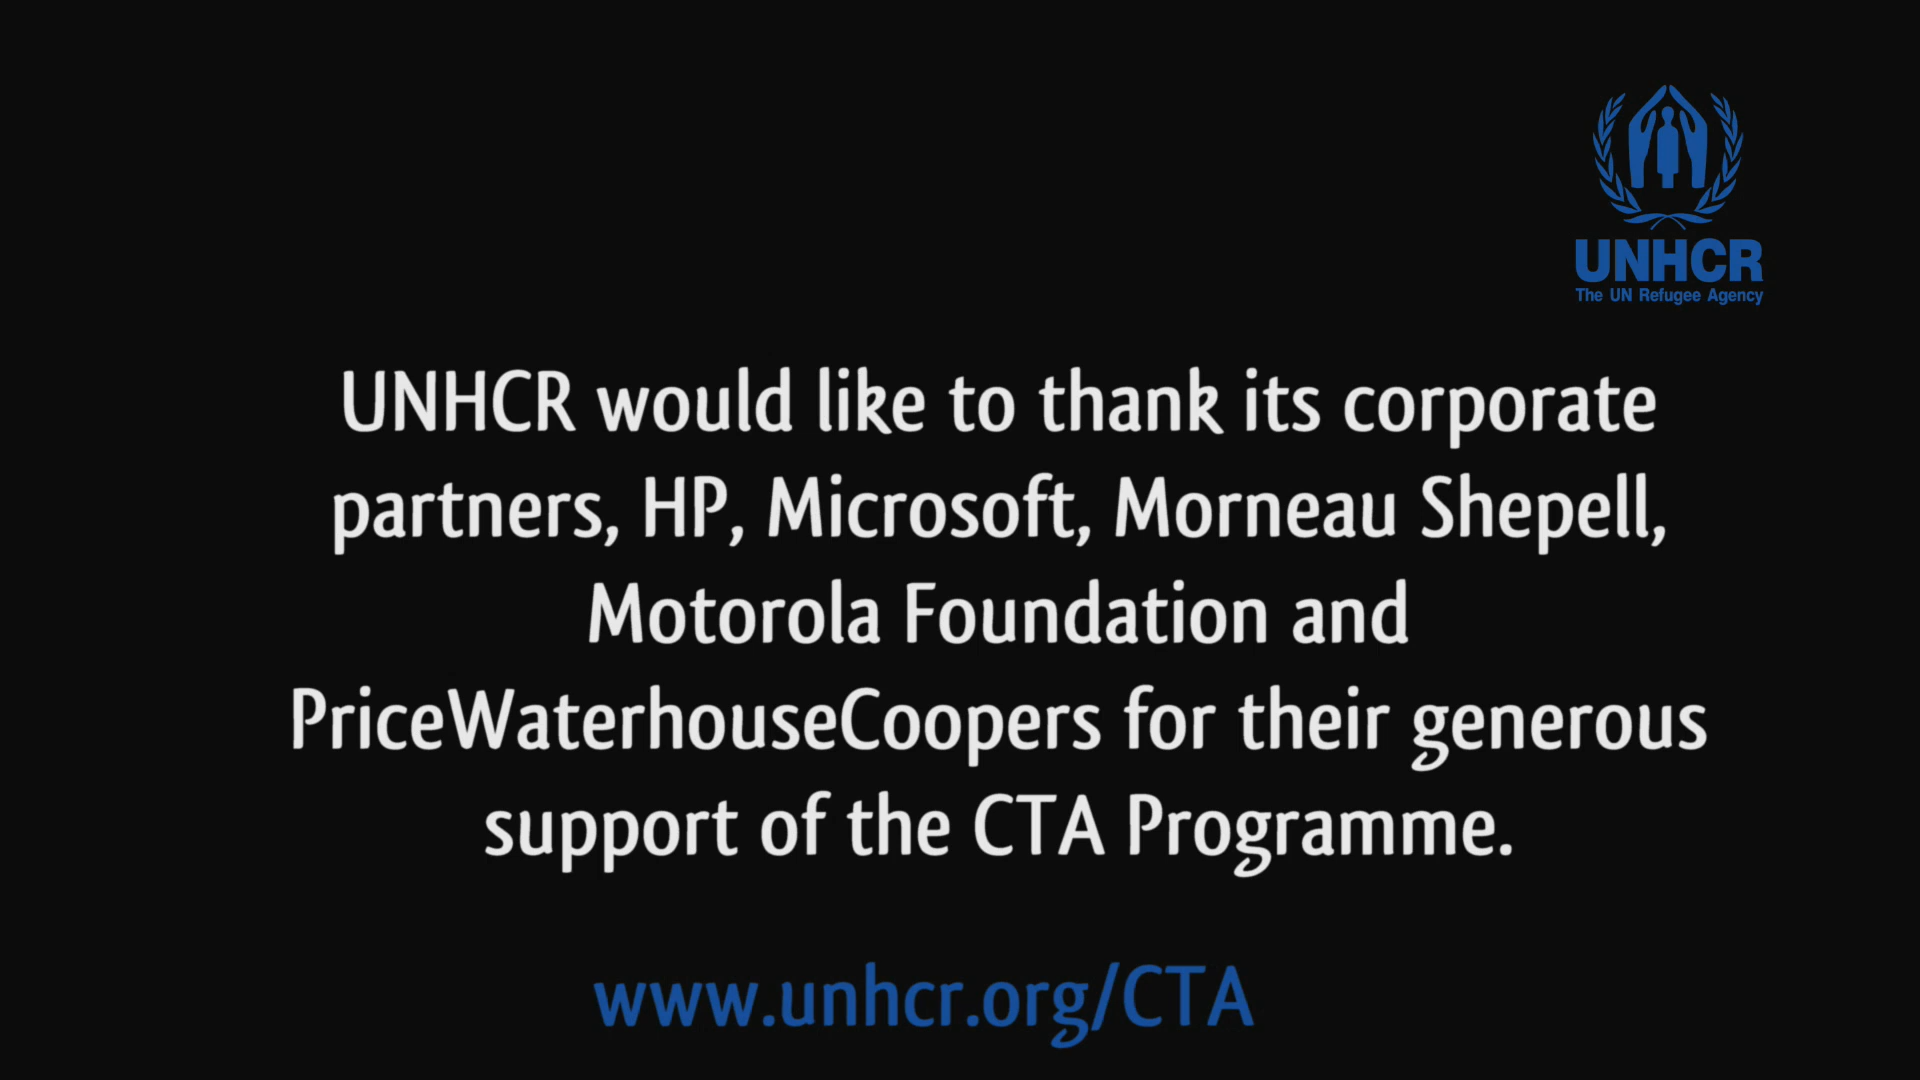 UNHCR
The UN Refugee Agency
UNHCR would like to thank its corporate
partners, HP, Microsoft, Morneau Shepell,
Motorola Foundation and
PriceWaterhouseCoopers for their generous
support of the CTA Programme.
www.unhcr.org/CTA